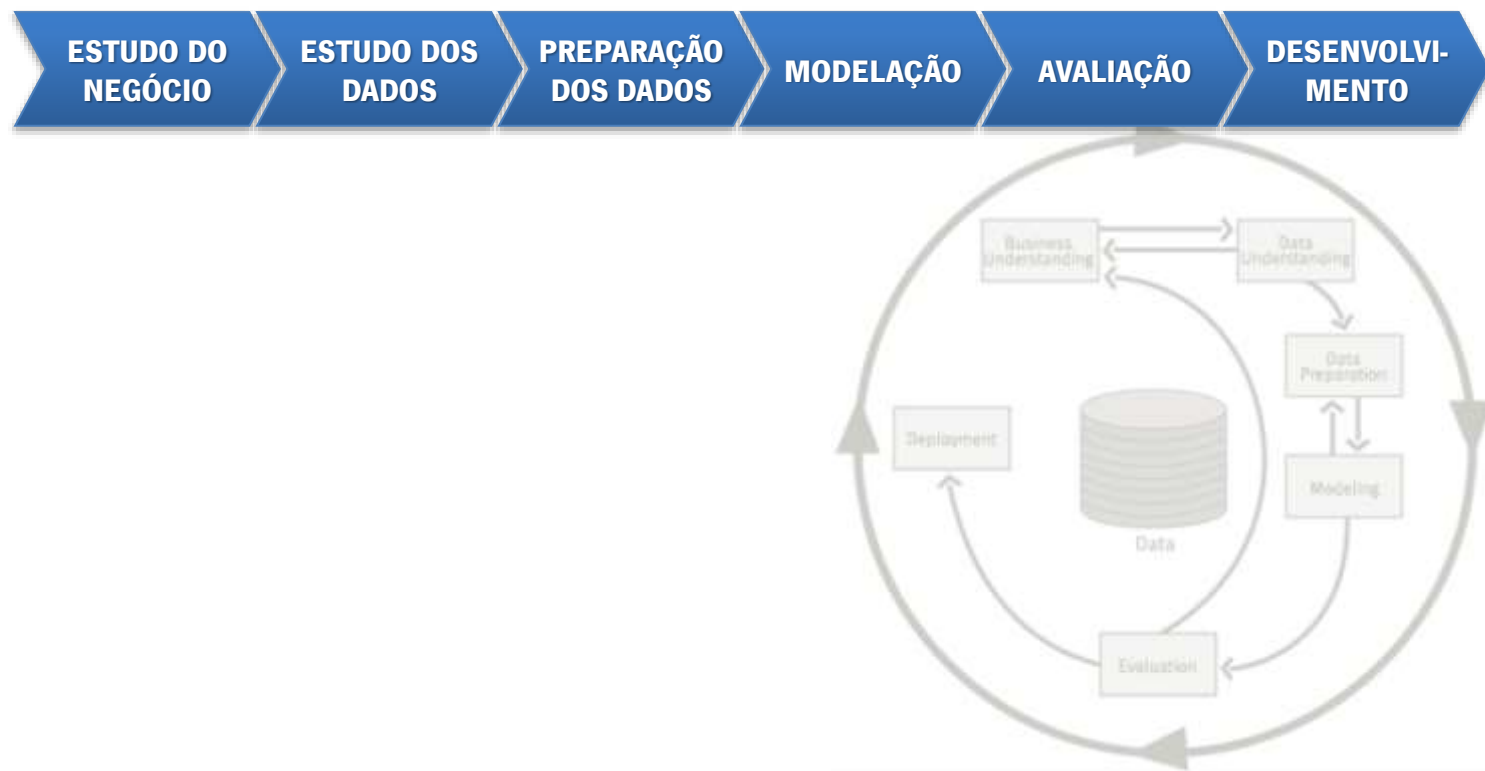 ESTUDO DO
NEGÓCIO
ESTUDO DOS
DADOS
PREPARAÇÃO
DOS DADOS
MODELAÇÃO
AVALIAÇÃO
DESENVOLVI-
MENTO
Business
Understanding
Data
Understanding
Data
Preparation
Deployment
Modeling
Data
Evaluation